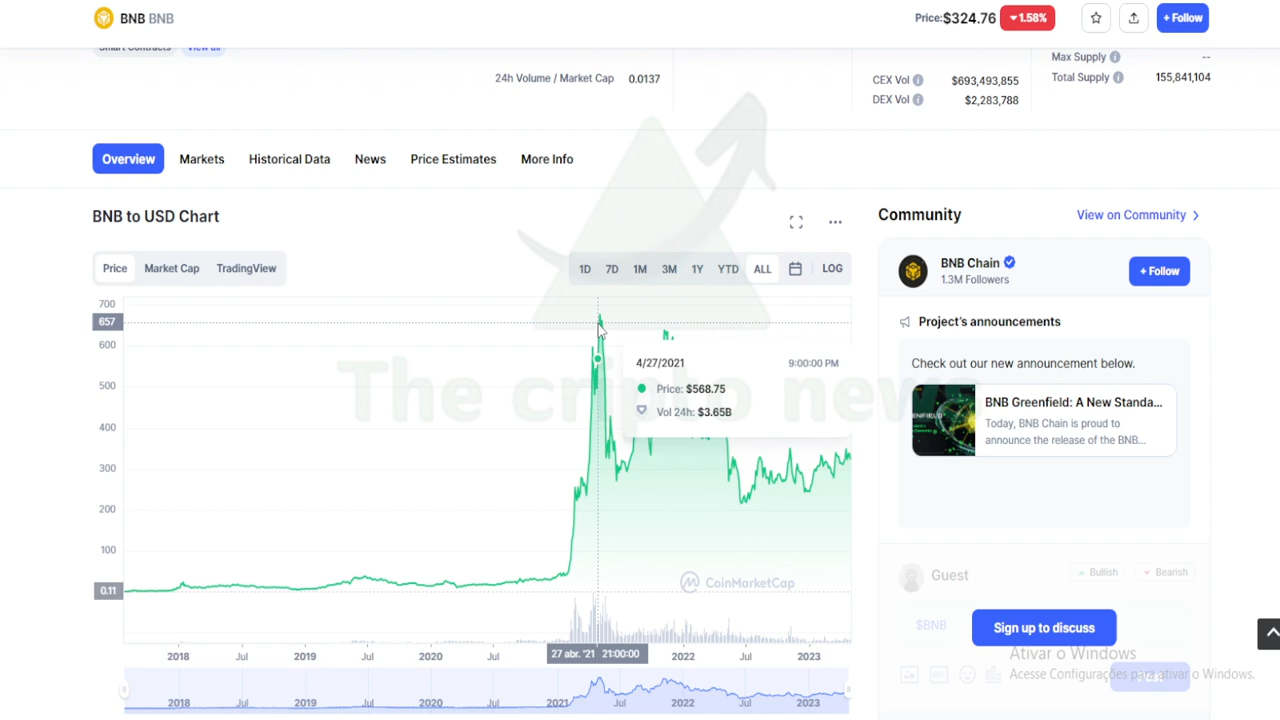 BNB BNB
Price:$324.76 1.58%
+ Follow
Smart Contracts View all
24h Volume / Market Cap 0.0137
CEX Vol $693,493,855
DEX Vol $2,283,788
Max Supply --
Total Supply 155,841,104
Overview Markets Historical Data News Price Estimates More Info
BNB to USD Chart
Price Market Cap TradingView
1D 7D 1M 3M 1Y YTD ALL LOG
700
657
600
500
400
300
200
100
0.11
4/27/2021 9:00:00 PM
Price: $568.75
Vol 24h: $3.65B
The cripto news
CoinMarketCap
2018 Jul 2019 Jul 2020 Jul 27 abr. '21 21:00:00 2022 Jul 2023
2018 Jul 2019 Jul 2020 Jul 2021 Jul 2022 Jul 2023
Community View on Community
BNB Chain
1.3M Followers
+ Follow
Project's announcements
Check out our new announcement below.
BNB Greenfield: A New Standa...
Today, BNB Chain is proud to
announce the release of the BNB...
Guest Bullish Bearish
$BNB
Sign up to discuss
Ativar o Windows
Acesse Configurações para ativar o Windows.